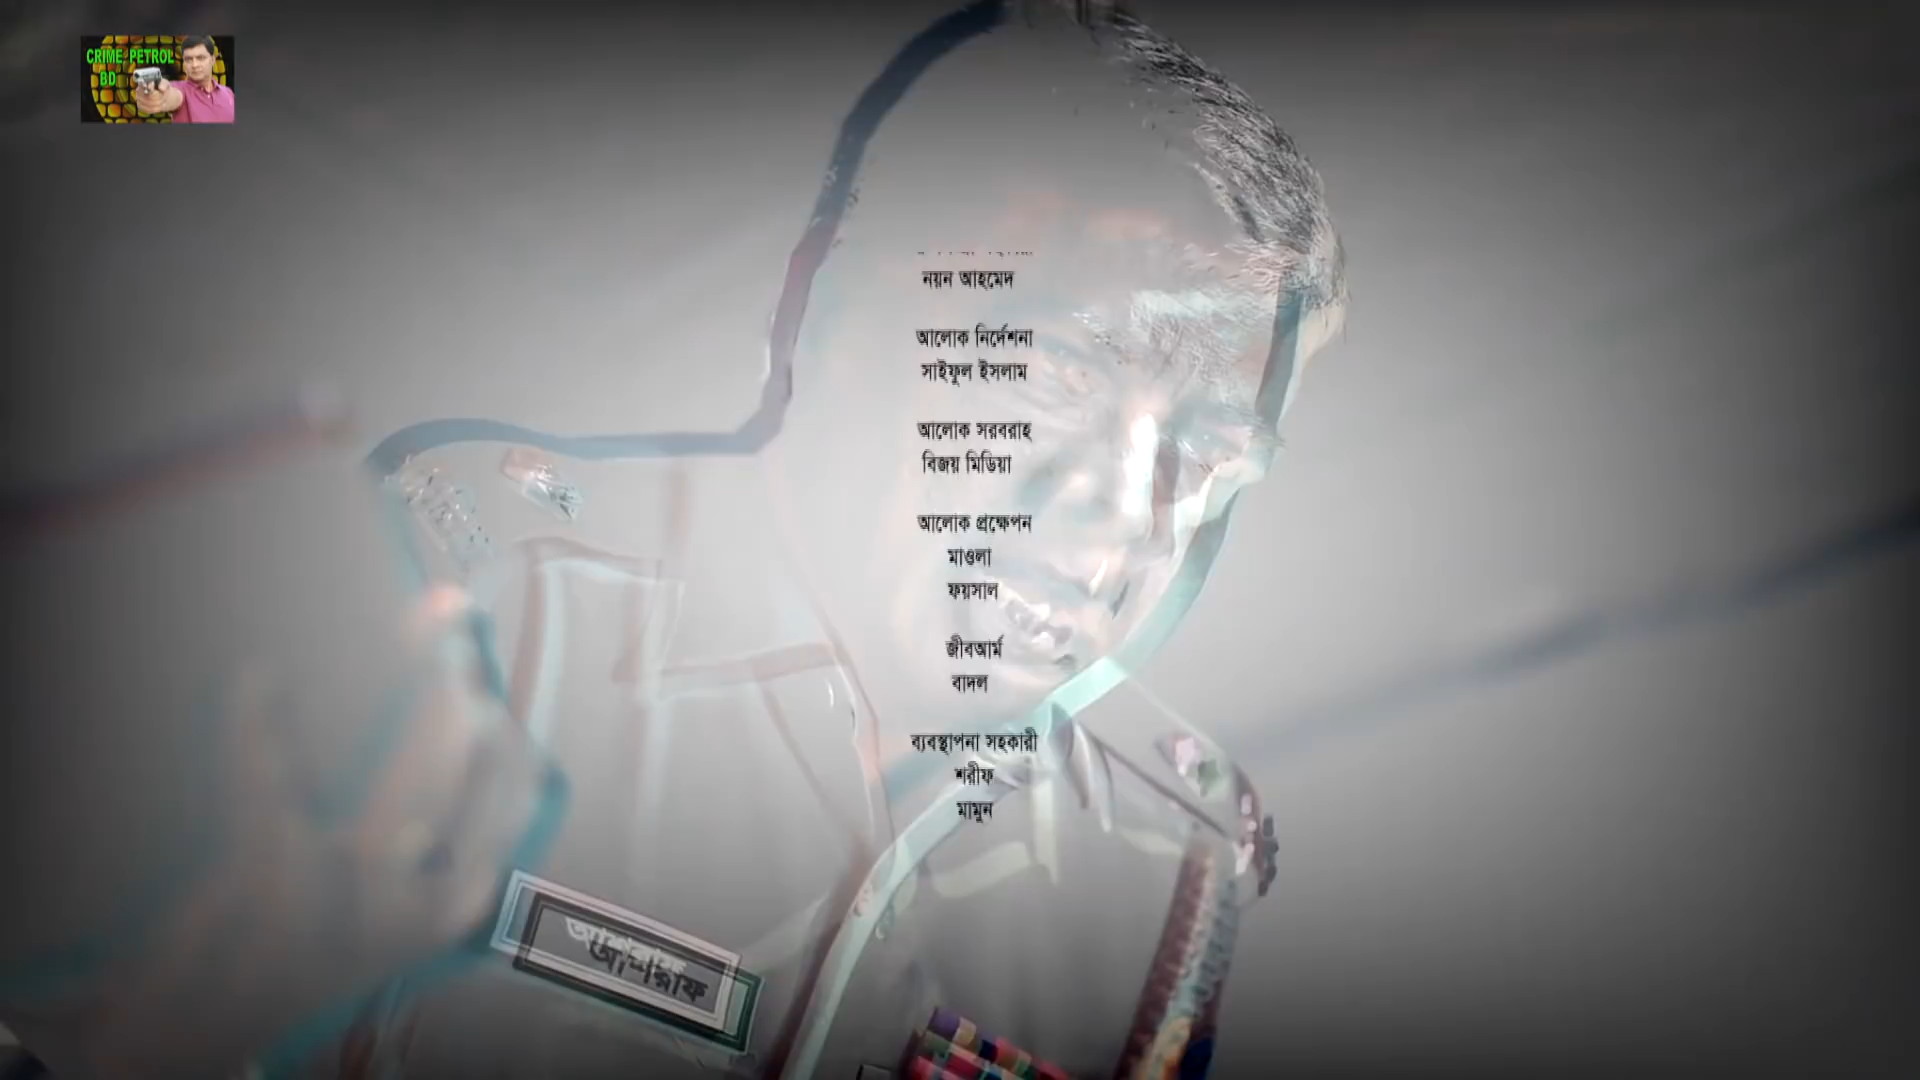 CRIME PETROL
BD
নয়ন আহমেদ
আলোক নির্দেশনা
সাইফুল ইসলাম
আলোক সরবরাহ
বিজয় মিডিয়া
আলোক প্রক্ষেপন
মাওলা
ফয়সাল
জীবআর্ম
বাদল
ব্যবস্থাপনা সহকারী
শরীফ
মামুন
আশরাফ